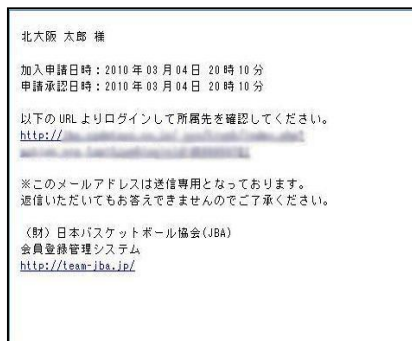 北大阪 太郎 様
加入申請日時：2010 年 03 月 04 日 20 時 10 分
申請承認日時：2010 年 03 月 04 日 20 時 10 分
以下の URL よりログインして所属先を確認してください。
http://
※このメールアドレスは送信専用となっております。
返信いただいてもお答えできませんのでご了承ください。
（財）日本バスケットボール協会(JBA)
会員登録管理システム
http://team-jba.jp/